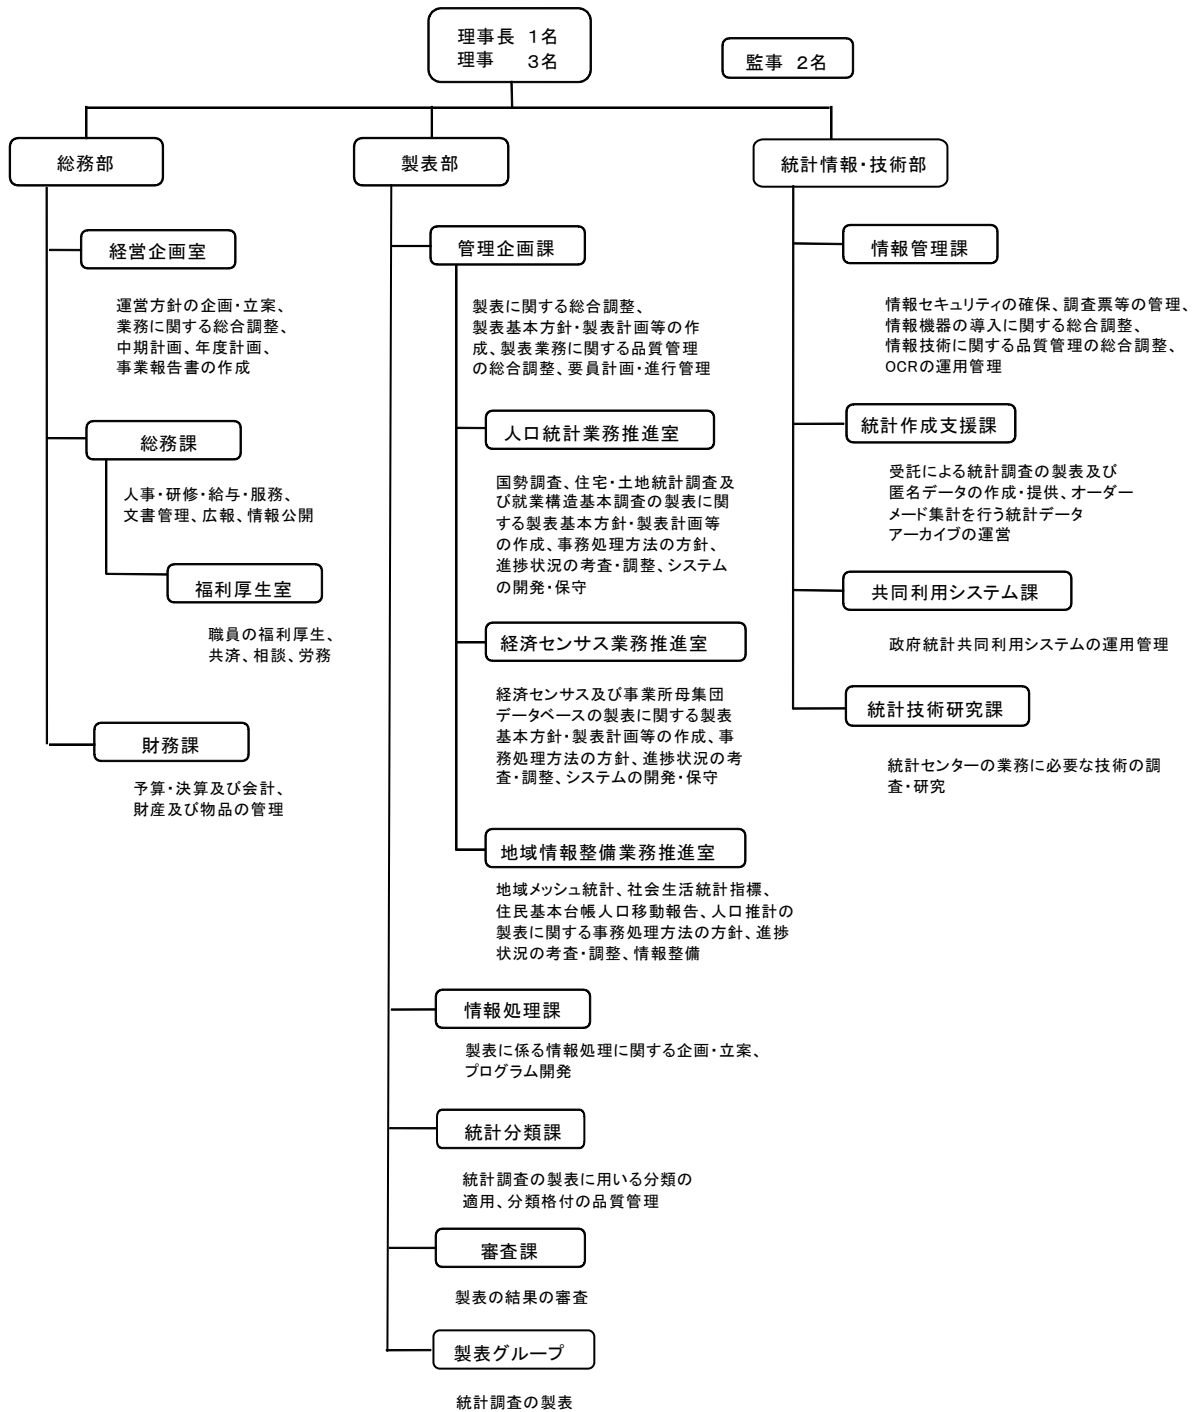 理事長 1名
理事 3名
監事 2名
総務部
経営企画室
運営方針の企画・立案、
業務に関する総合調整、
中期計画、年度計画、
事業報告書の作成
総務課
人事・研修・給与・服務、
文書管理、広報、情報公開
福利厚生室
職員の福利厚生、
共済、相談、労務
財務課
予算・決算及び会計、
財産及び物品の管理
製表部
管理企画課
製表に関する総合調整、
製表基本方針・製表計画等の作
成、製表業務に関する品質管理
の総合調整、要員計画・進行管理
人口統計業務推進室
国勢調査、住宅・土地統計調査及
び就業構造基本調査の製表に関
する製表基本方針・製表計画等
の作成、事務処理方法の方針、
進捗状況の考査・調整、システム
の開発・保守
経済センサス業務推進室
経済センサス及び事業所母集団
データベースの製表に関する製表
基本方針・製表計画等の作成、事
務処理方法の方針、進捗状況の考
査・調整、システムの開発・保守
地域情報整備業務推進室
地域メッシュ統計、社会生活統計指標、
住民基本台帳人口移動報告、人口推計の
製表に関する事務処理方法の方針、進捗
状況の考査・調整、情報整備
情報処理課
製表に係る情報処理に関する企画・立案、
プログラム開発
統計分類課
統計調査の製表に用いる分類の
適用、分類格付の品質管理
審査課
製表の結果の審査
製表グループ
統計調査の製表
統計情報・技術部
情報管理課
情報セキュリティの確保、調査票等の管理、
情報機器の導入に関する総合調整、
情報技術に関する品質管理の総合調整、
OCRの運用管理
統計作成支援課
受託による統計調査の製表及び
匿名データの作成・提供、オーダー
メード集計を行う統計データ
アーカイブの運営
共同利用システム課
政府統計共同利用システムの運用管理
統計技術研究課
統計センターの業務に必要な技術の調
査・研究